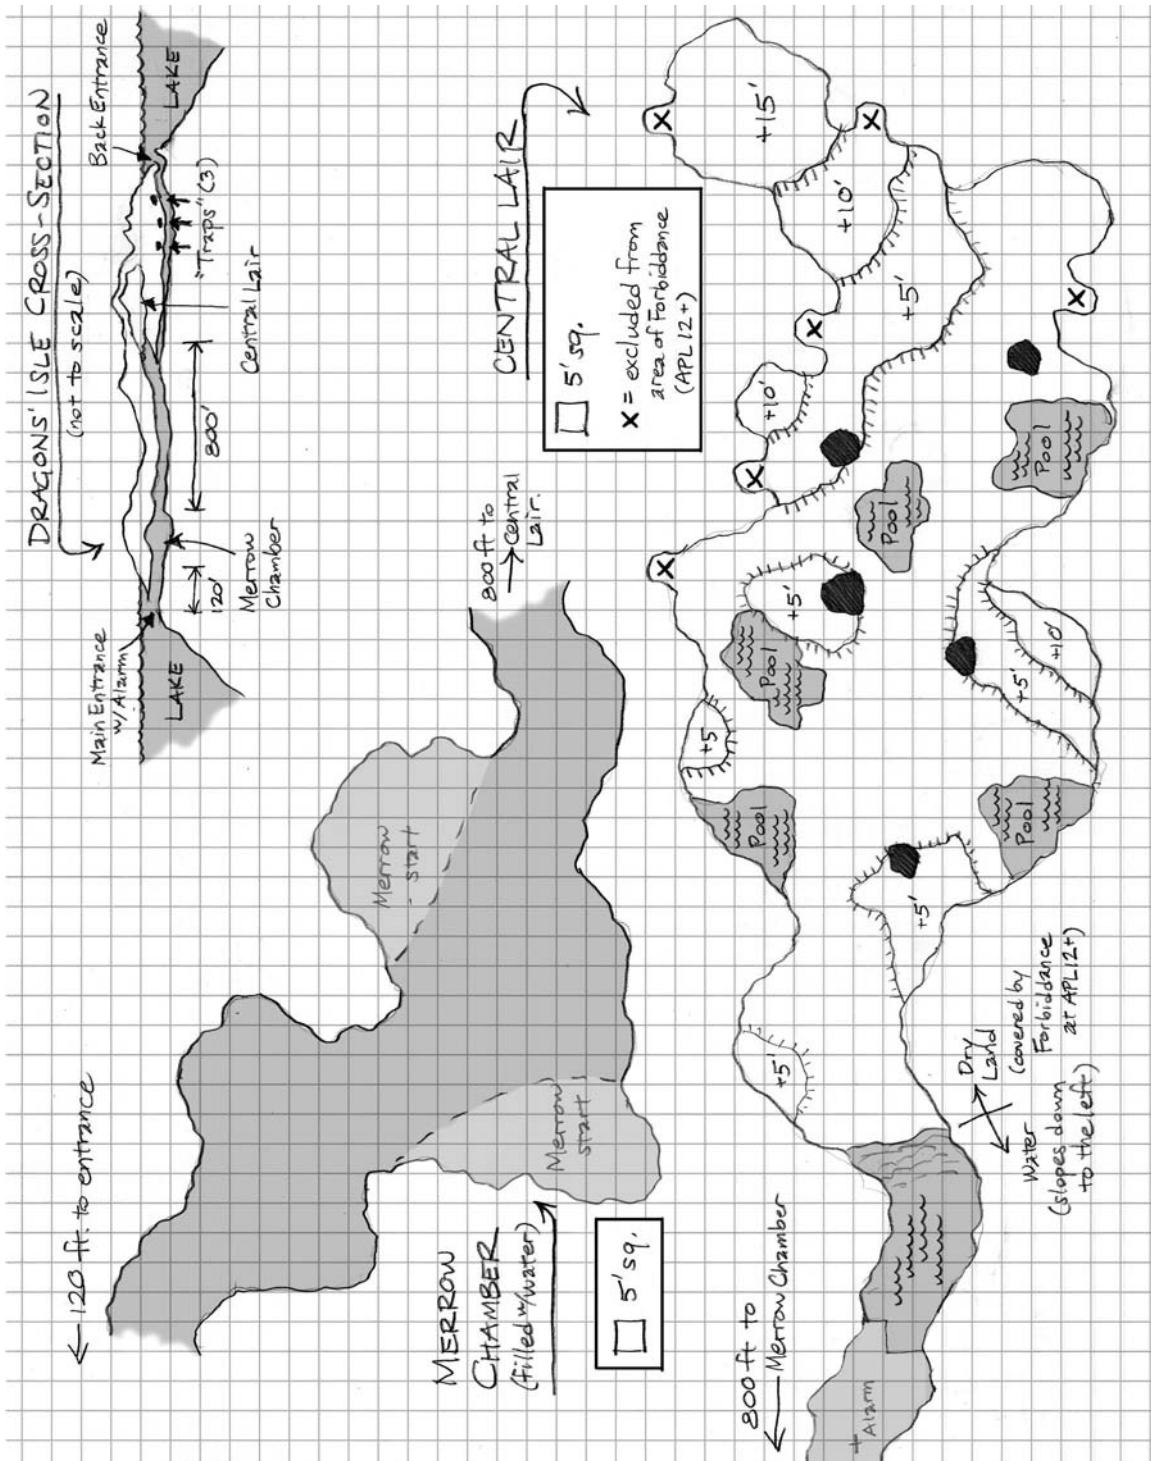 DRAGONS' ISLE CROSS-SECTION
(not to scale)
Main Entrance
w/Alarm
LAKE
120'
Merrow
Chamber
800'
Central Lair
"Traps" (3)
Back Entrance
LAKE
← 120 ft. to entrance
Merrow
start
Merrow
start
800 ft to
→ Central
Lair.
MERROW
CHAMBER
(filled w/water)
5' sq.
CENTRAL LAIR
5' sq.
X = excluded from
area of Forbiddance
(APL 12+)
800 ft to
← Merrow Chamber
+ Alarm
Water
(slopes down
to the left)
Dry
Land
(covered by
Forbiddance
at APL12+)
+5'
+5'
Pool
Pool
+5
Pool
+5'
X
+5'
+10'
Pool
X
+10'
X
Pool
X
+5'
+10'
X
+15'
X